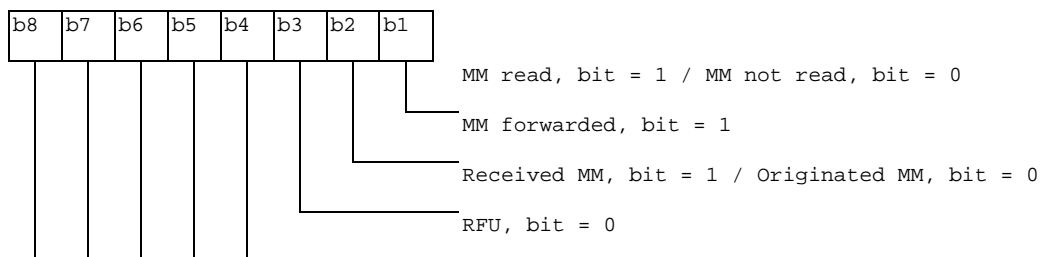 b8 b7 b6 b5 b4 b3 b2 b1
MM read, bit = 1 / MM not read, bit = 0
MM forwarded, bit = 1
Received MM, bit = 1 / Originated MM, bit = 0
RFU, bit = 0